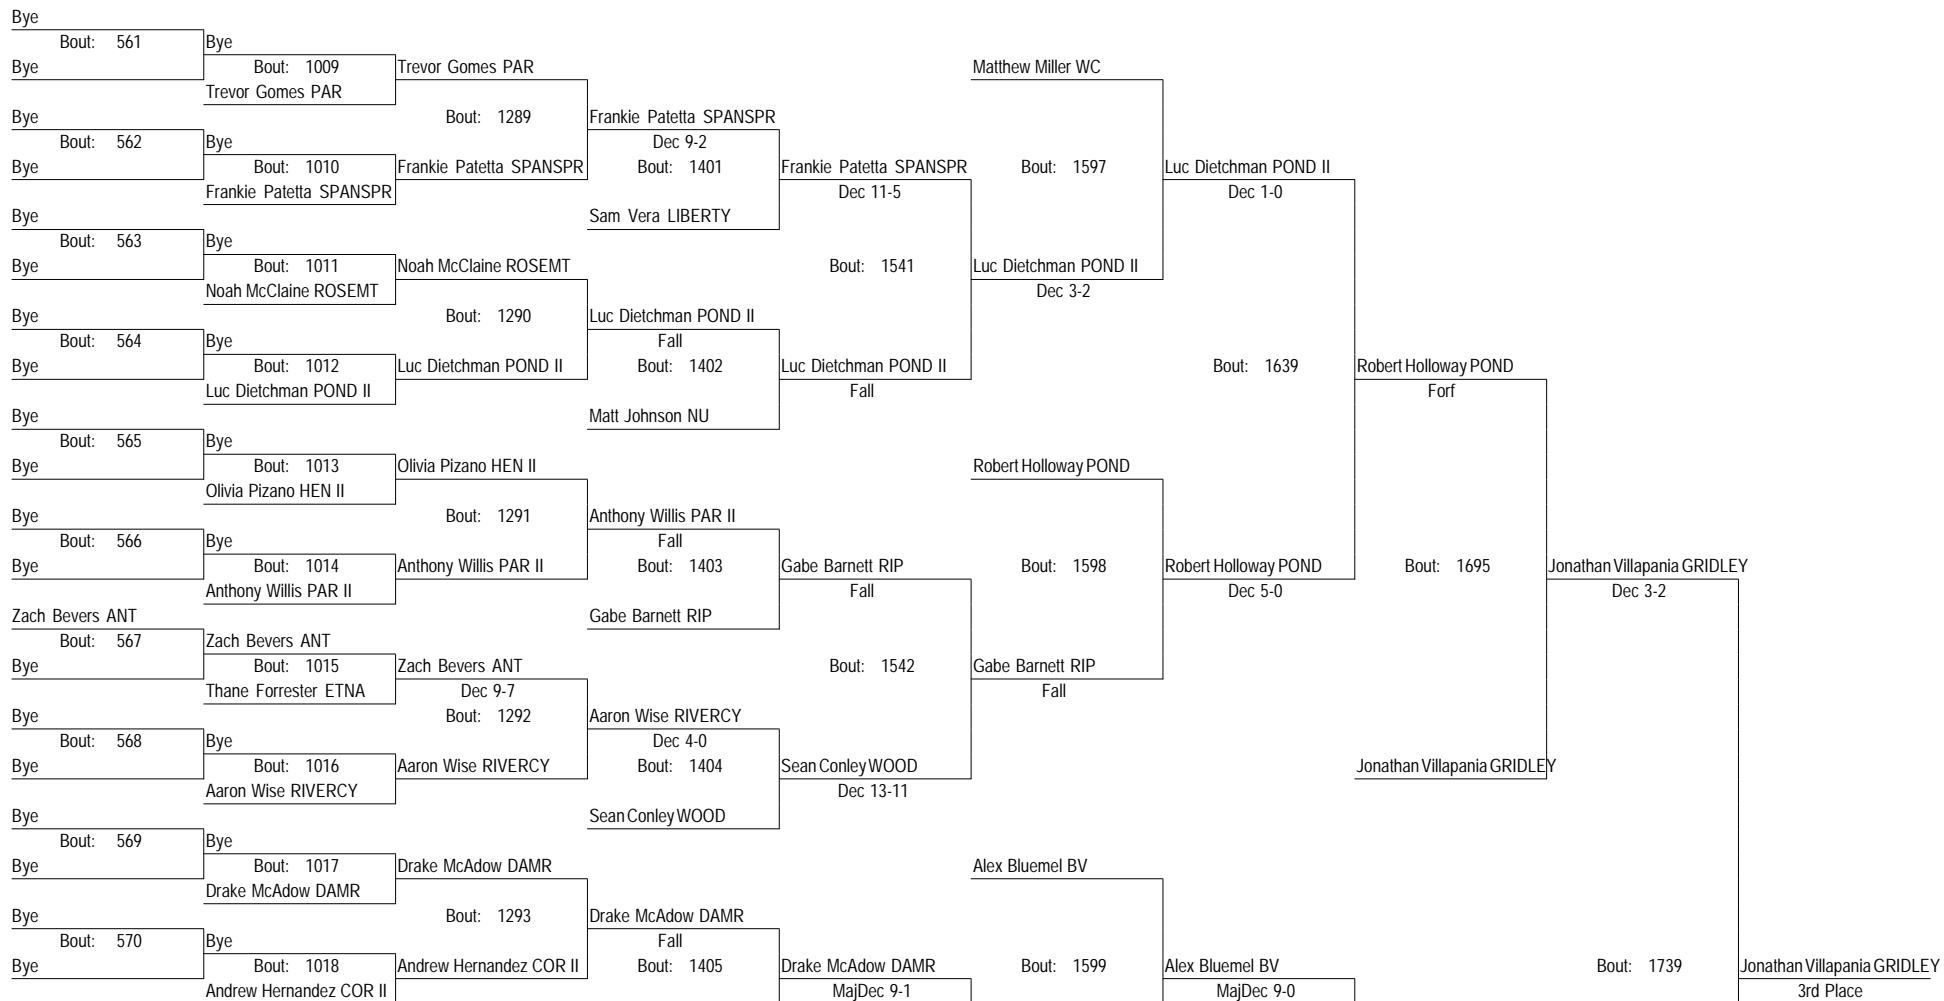 Bye
Bout: 561 Bye
Bye Bout: 1009 Trevor Gomes PAR Matthew Miller WC
Trevor Gomes PAR
Bye Bout: 1289 Frankie Patetta SPANSPR
Bout: 562 Bye Dec 9-2
Bye Bout: 1010 Frankie Patetta SPANSPR Bout: 1401 Frankie Patetta SPANSPR Bout: 1597 Luc Dietchman POND II
Frankie Patetta SPANSPR Dec 11-5 Dec 1-0
Bye Sam Vera LIBERTY
Bout: 563 Bye
Bye Bout: 1011 Noah McClaine ROSEMT Bout: 1541 Luc Dietchman POND II
Noah McClaine ROSEMT Dec 3-2
Bye Bout: 1290 Luc Dietchman POND II
Bout: 564 Bye Fall
Bye Bout: 1012 Luc Dietchman POND II Bout: 1402 Luc Dietchman POND II Bout: 1639 Robert Holloway POND
Luc Dietchman POND II Fall Forf
Bye Matt Johnson NU
Bout: 565 Bye
Bye Bout: 1013 Olivia Pizano HEN II Robert Holloway POND
Olivia Pizano HEN II
Bye Bout: 1291 Anthony Willis PAR II
Bout: 566 Bye Fall
Bye Bout: 1014 Anthony Willis PAR II Bout: 1403 Gabe Barnett RIP Bout: 1598 Robert Holloway POND Bout: 1695 Jonathan Villapania GRIDLEY
Anthony Willis PAR II Fall Dec 5-0 Dec 3-2
Zach Bevers ANT Gabe Barnett RIP
Bout: 567 Zach Bevers ANT
Bye Bout: 1015 Zach Bevers ANT Bout: 1542 Gabe Barnett RIP
Thane Forrester ETNA Dec 9-7 Fall
Bye Bout: 1292 Aaron Wise RIVERCY
Bout: 568 Bye Dec 4-0
Bye Bout: 1016 Aaron Wise RIVERCY Bout: 1404 Sean Conley WOOD Jonathan Villapania GRIDLEY
Aaron Wise RIVERCY Dec 13-11
Bye Sean Conley WOOD
Bout: 569 Bye
Bye Bout: 1017 Drake McAdow DAMR Alex Bluemel BV
Drake McAdow DAMR
Bye Bout: 1293 Drake McAdow DAMR
Bout: 570 Bye Fall
Bye Bout: 1018 Andrew Hernandez COR II Bout: 1405 Drake McAdow DAMR Bout: 1599 Alex Bluemel BV Bout: 1739 Jonathan Villapania GRIDLEY
Andrew Hernandez COR II MajDec 9-1 MajDec 9-0 3rd Place